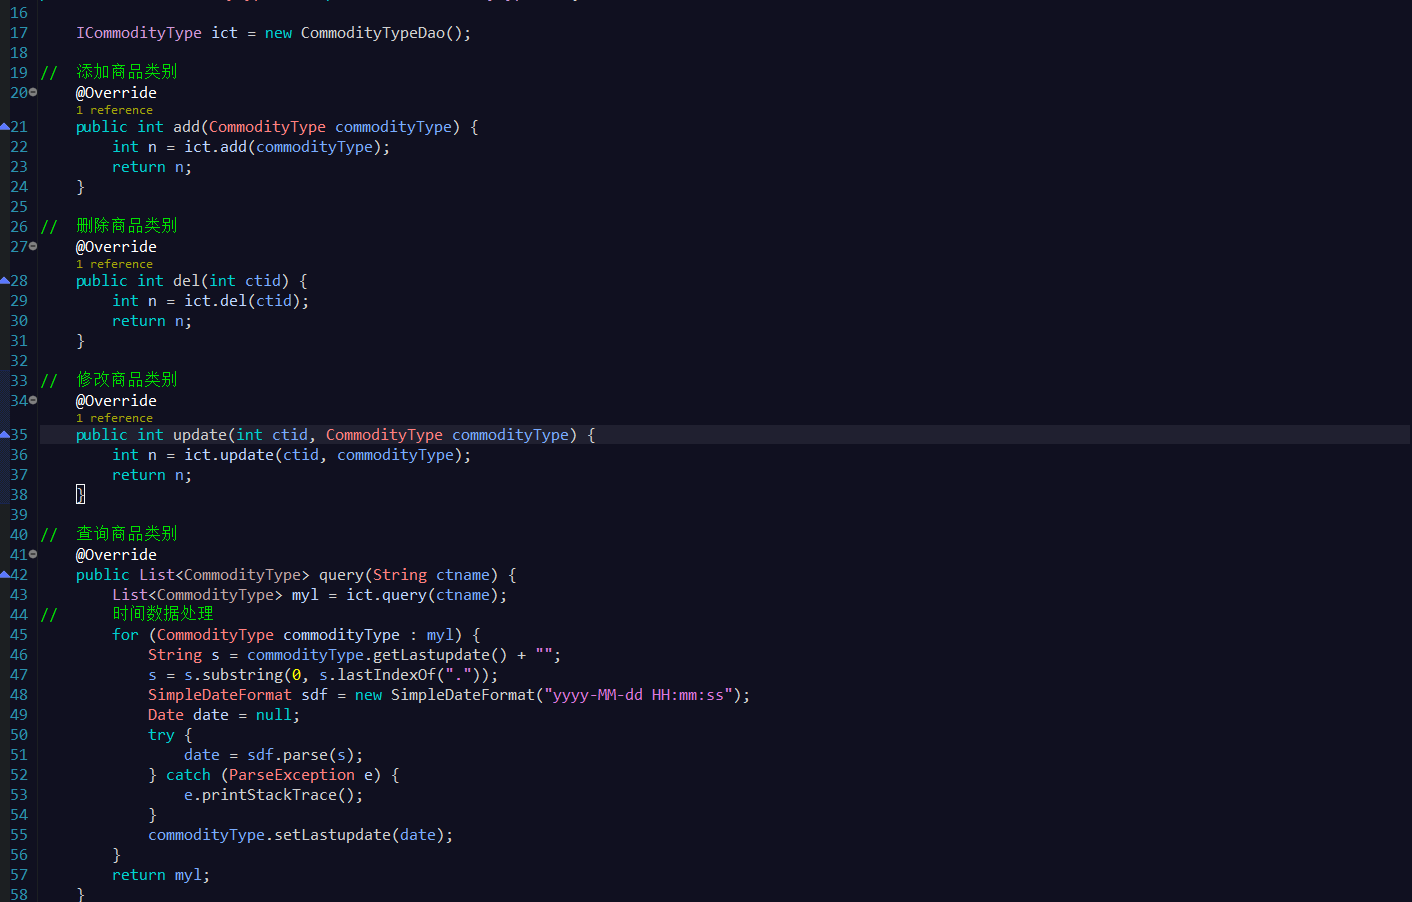 16
17 ICommodityType ict = new CommodityTypeDao();
18
19 // 添加商品类别
20 @Override
1 reference
21 public int add(CommodityType commodityType) {
22 int n = ict.add(commodityType);
23 return n;
24 }
25
26 // 删除商品类别
27 @Override
1 reference
28 public int del(int ctid) {
29 int n = ict.del(ctid);
30 return n;
31 }
32
33 // 修改商品类别
34 @Override
1 reference
35 public int update(int ctid, CommodityType commodityType) {
36 int n = ict.update(ctid, commodityType);
37 return n;
38 }
39
40 // 查询商品类别
41 @Override
42 public List<CommodityType> query(String ctname) {
43 List<CommodityType> myl = ict.query(ctname);
44 // 时间数据处理
45 for (CommodityType commodityType : myl) {
46 String s = commodityType.getLastupdate() + "";
47 s = s.substring(0, s.lastIndexOf("."));
48 SimpleDateFormat sdf = new SimpleDateFormat("yyyy-MM-dd HH:mm:ss");
49 Date date = null;
50 try {
51 date = sdf.parse(s);
52 } catch (ParseException e) {
53 e.printStackTrace();
54 }
55 commodityType.setLastupdate(date);
56 }
57 return myl;
58 }